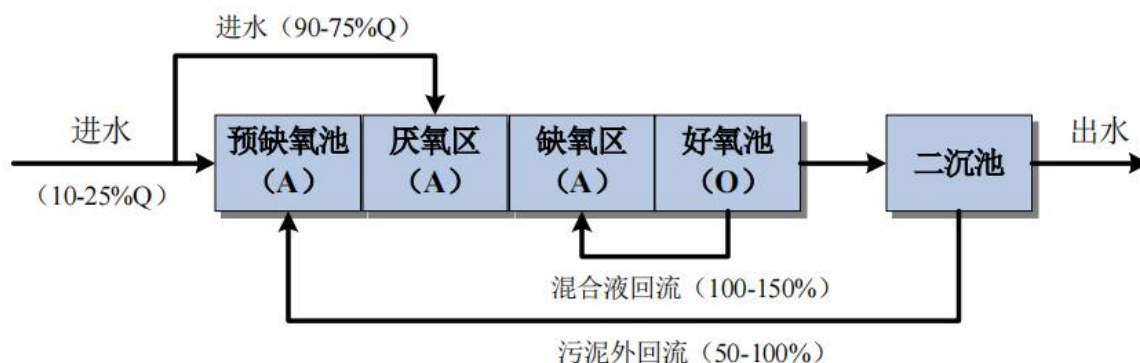 进水（90-75%Q）
进水
（10-25%Q）
预缺氧池
（A）
厌氧区
（A）
缺氧区
（A）
好氧池
（O）
二沉池
出水
混合液回流（100-150%）
污泥外回流（50-100%）